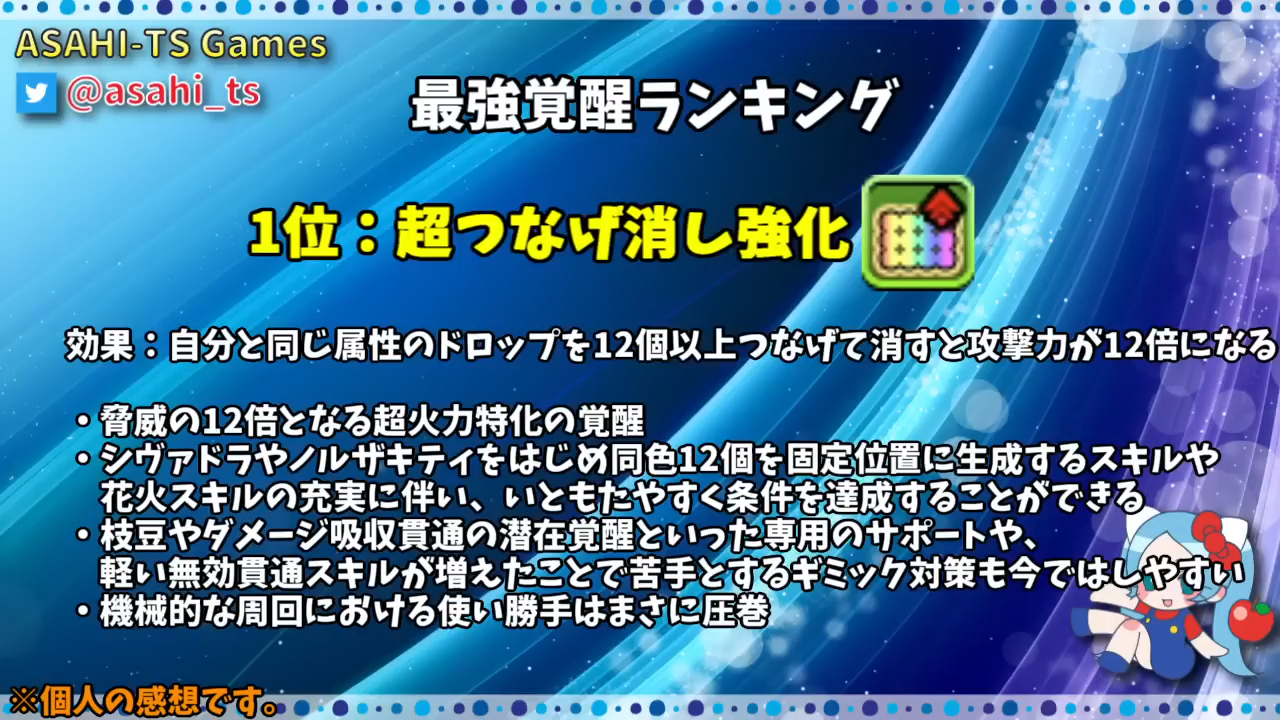 ASAHI-TS Games
@asahi_ts
最強覚醒ランキング
1位：超つなげ消し強化
効果：自分と同じ属性のドロップを12個以上つなげて消すと攻撃力が12倍になる
・脅威の12倍となる超火力特化の覚醒
・シヴァドラやノルザキティをはじめ同色12個を固定位置に生成するスキルや
花火スキルの充実に伴い、いともたやすく条件を達成することができる
・枝豆やダメージ吸収貫通の潜在覚醒といった専用のサポートや、
軽い無効貫通スキルが増えたことで苦手とするギミック対策も今ではしやすい
・機械的な周回における使い勝手はまさに圧巻
※個人の感想です。